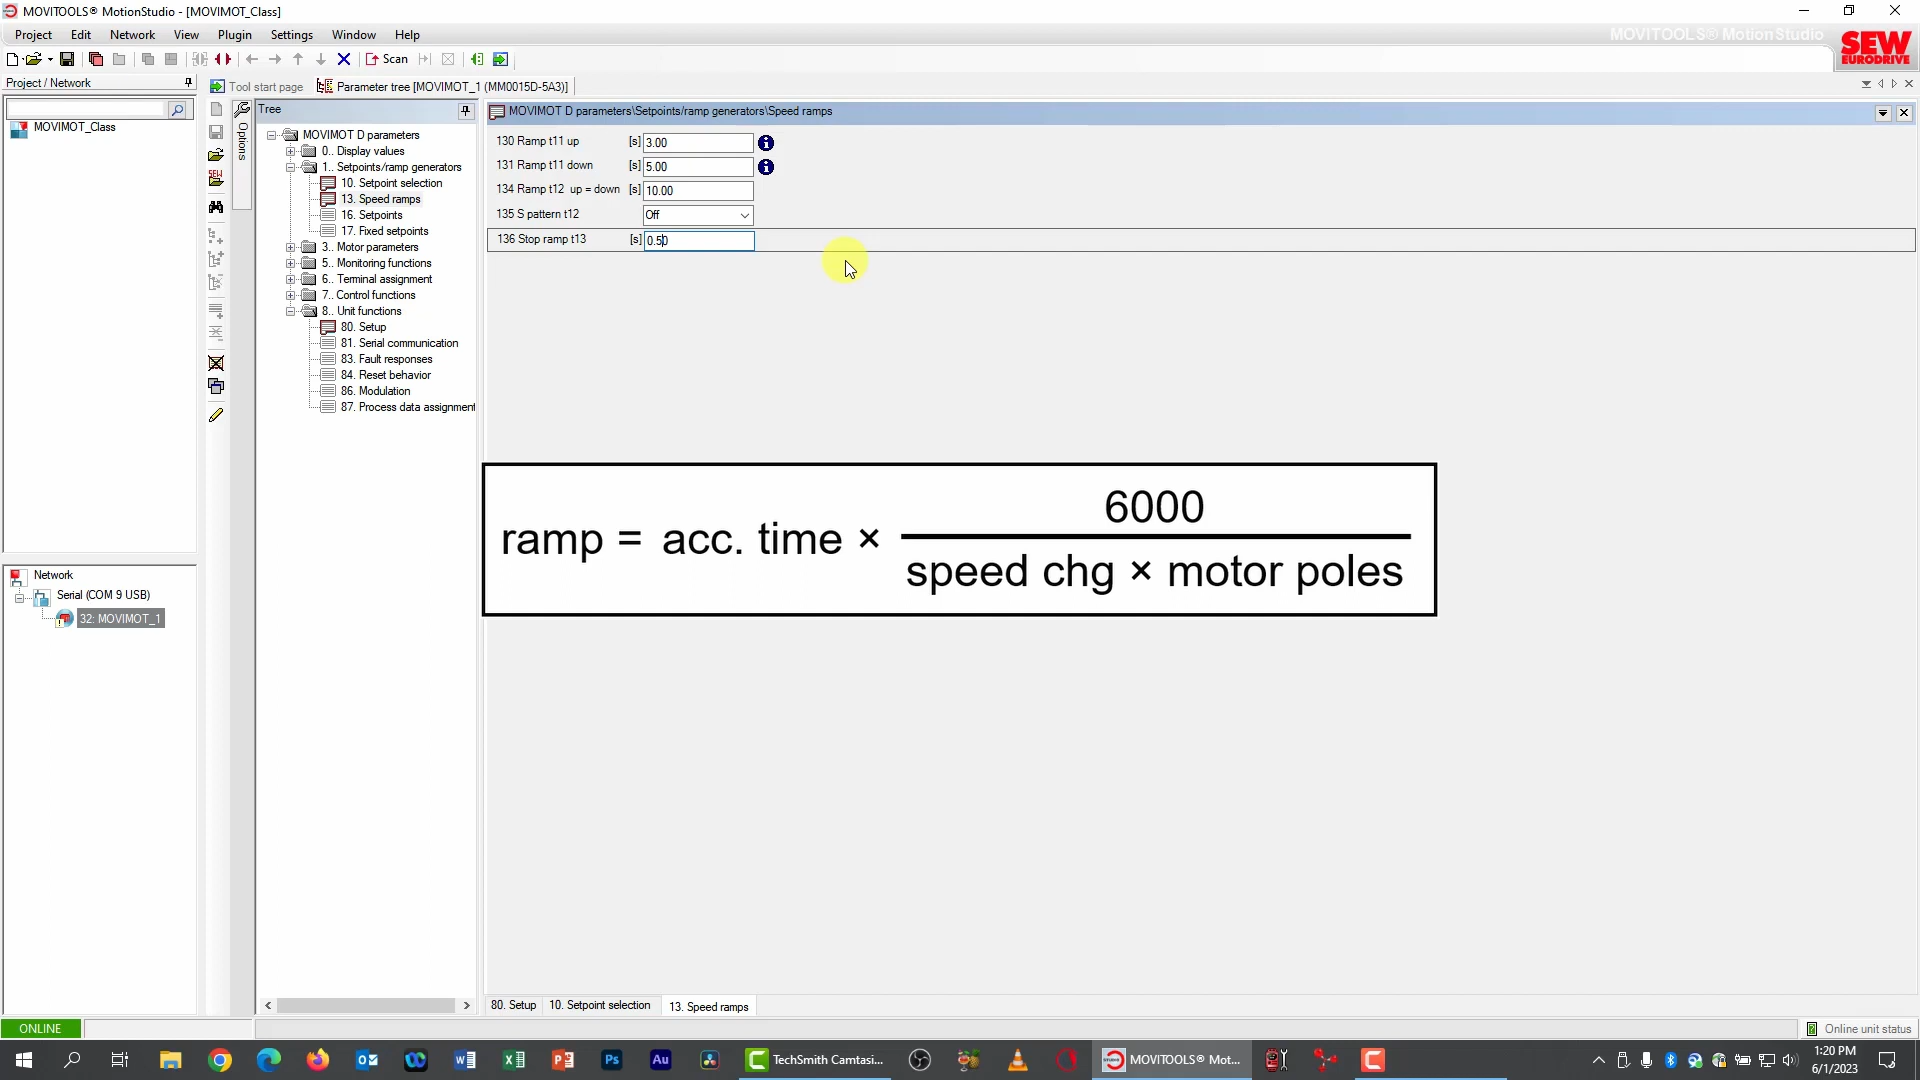 MOVITOOLS® MotionStudio - [MOVIMOT_Class]
Project Edit Network View Plugin Settings Window Help
MOVITOOLS® MotionStudio
SEW
EURODRIVE
Scan
Project / Network
Tool start page
Parameter tree [MOVIMOT_1 (MM0015D-5A3)]
MOVIMOT_Class
Options
Tree
MOVIMOT D parameters
0.. Display values
1.. Setpoints/ramp generators
10. Setpoint selection
13. Speed ramps
16. Setpoints
17. Fixed setpoints
3.. Motor parameters
5.. Monitoring functions
6.. Terminal assignment
7.. Control functions
8.. Unit functions
80. Setup
81. Serial communication
83. Fault responses
84. Reset behavior
86. Modulation
87. Process data assignment
MOVIMOT D parameters\Setpoints/ramp generators\Speed ramps
130 Ramp t11 up [s] 3.00
131 Ramp t11 down [s] 5.00
134 Ramp t12 up = down [s] 10.00
135 S pattern t12 Off
136 Stop ramp t13 [s] 0.50
ramp = acc. time × 6000
speed chg × motor poles
Network
Serial (COM 9 USB)
32: MOVIMOT_1
80. Setup 10. Setpoint selection 13. Speed ramps
ONLINE
Online unit status
TechSmith Camtasi...
MOVITOOLS® Mot...
1:20 PM
6/1/2023